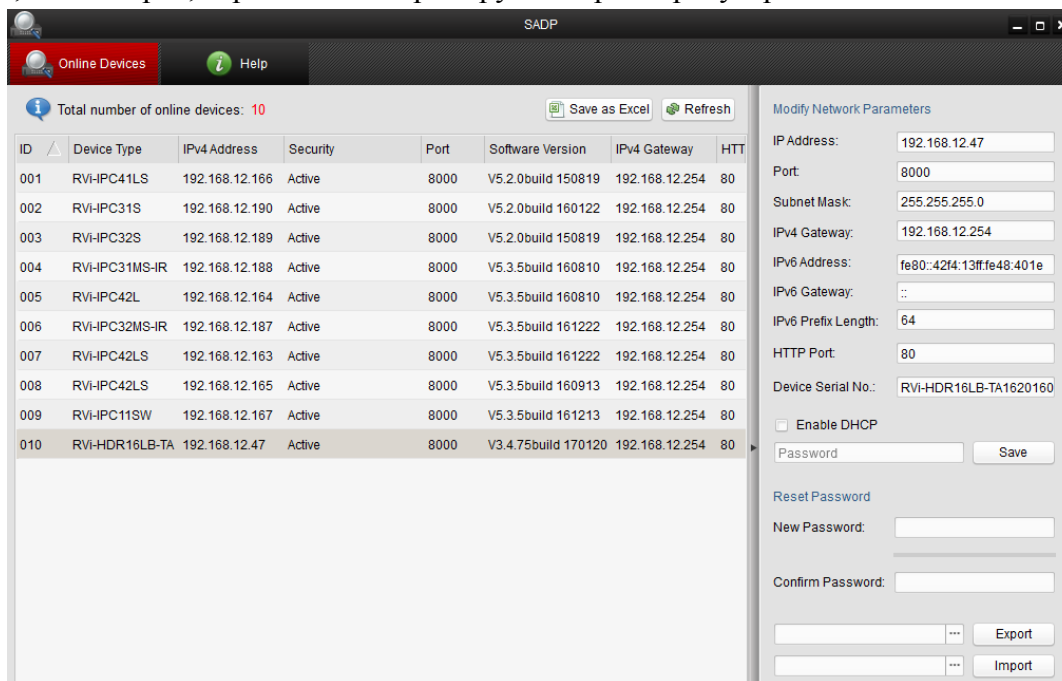 SADP
Online Devices
Help
Total number of online devices: 10
Save as Excel
Refresh
ID Device Type IPv4 Address Security Port Software Version IPv4 Gateway HTT
001 RVi-IPC41LS 192.168.12.166 Active 8000 V5.2.0build 150819 192.168.12.254 80
002 RVi-IPC31S 192.168.12.190 Active 8000 V5.2.0build 160122 192.168.12.254 80
003 RVi-IPC32S 192.168.12.189 Active 8000 V5.2.0build 150819 192.168.12.254 80
004 RVi-IPC31MS-IR 192.168.12.188 Active 8000 V5.3.5build 160810 192.168.12.254 80
005 RVi-IPC42L 192.168.12.164 Active 8000 V5.3.5build 160810 192.168.12.254 80
006 RVi-IPC32MS-IR 192.168.12.187 Active 8000 V5.3.5build 161222 192.168.12.254 80
007 RVi-IPC42LS 192.168.12.163 Active 8000 V5.3.5build 161222 192.168.12.254 80
008 RVi-IPC42LS 192.168.12.165 Active 8000 V5.3.5build 160913 192.168.12.254 80
009 RVi-IPC11SW 192.168.12.167 Active 8000 V5.3.5build 161213 192.168.12.254 80
010 RVi-HDR16LB-TA 192.168.12.47 Active 8000 V3.4.75build 170120 192.168.12.254 80
Modify Network Parameters
IP Address: 192.168.12.47
Port: 8000
Subnet Mask: 255.255.255.0
IPv4 Gateway: 192.168.12.254
IPv6 Address: fe80::42f4:13ff:fe48:401e
IPv6 Gateway: ::
IPv6 Prefix Length: 64
HTTP Port: 80
Device Serial No.: RVi-HDR16LB-TA1620160
Enable DHCP
Password Save
Reset Password
New Password:
Confirm Password:
... Export
... Import